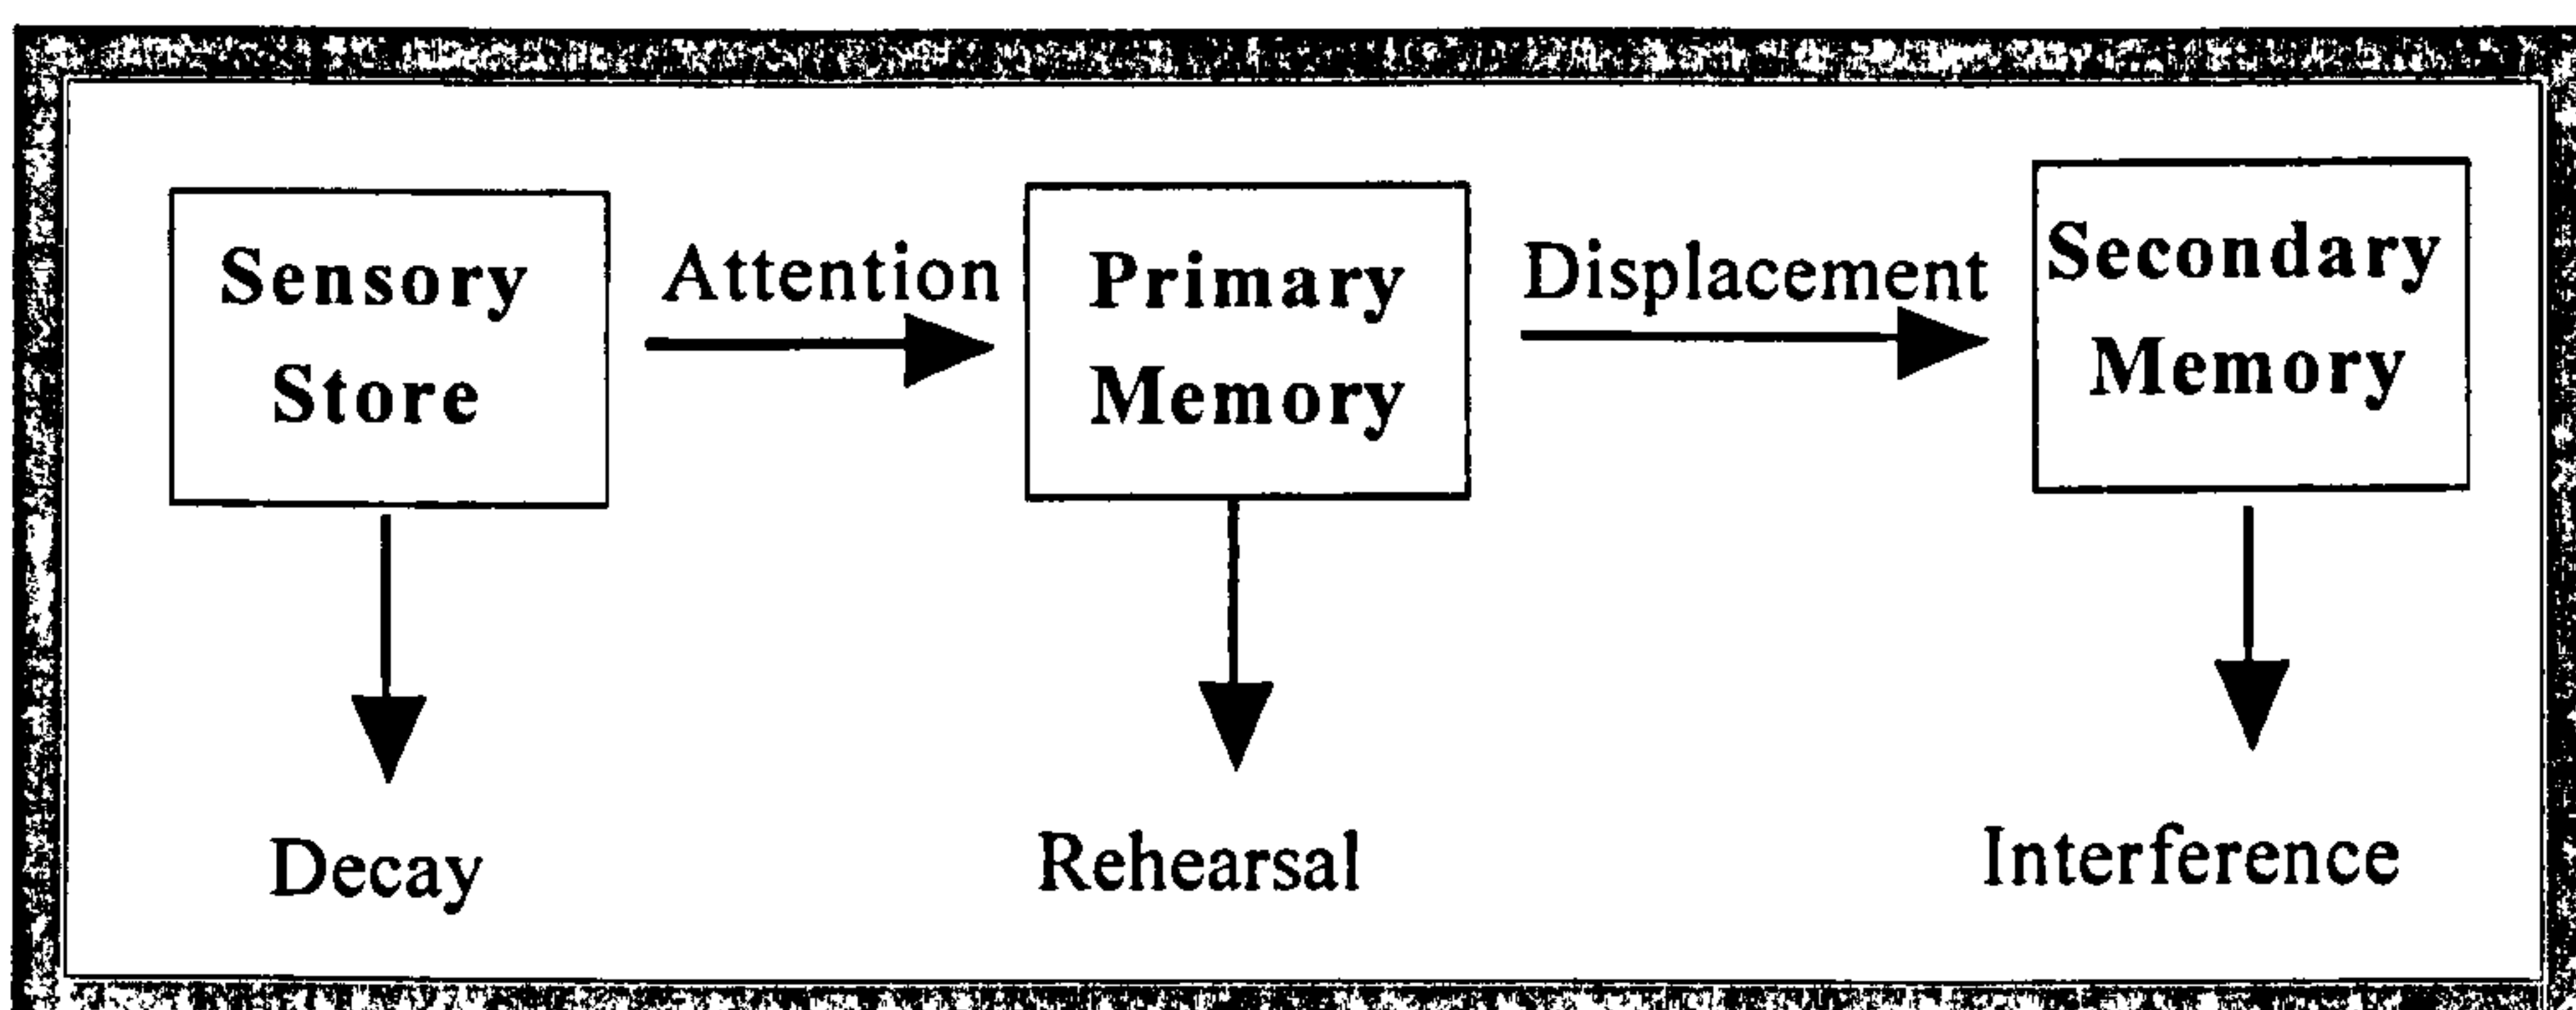 Sensory
Store
Attention
Primary
Memory
Displacement
Secondary
Memory
Decay
Rehearsal
Interference